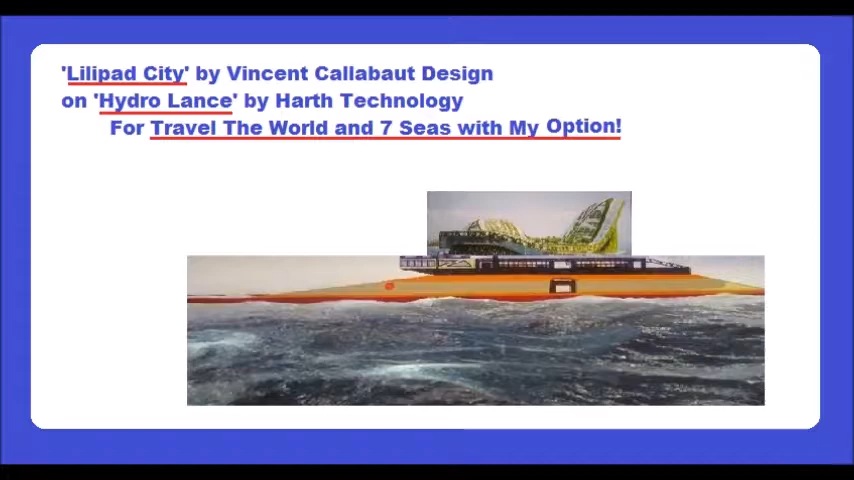 'Lilipad City' by Vincent Callabaut Design
on 'Hydro Lance' by Harth Technology
For Travel The World and 7 Seas with My Option!